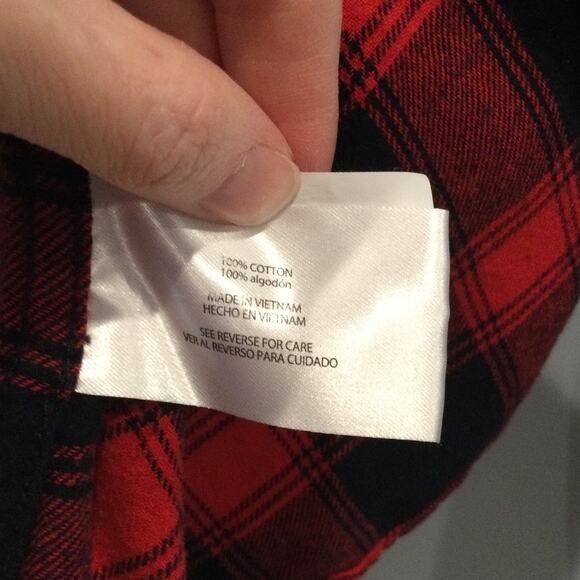 100% COTTON
100% algodón
MADE IN VIETNAM
HECHO EN VIETNAM
SEE REVERSE FOR CARE
VER AL REVERSO PARA CUIDADO